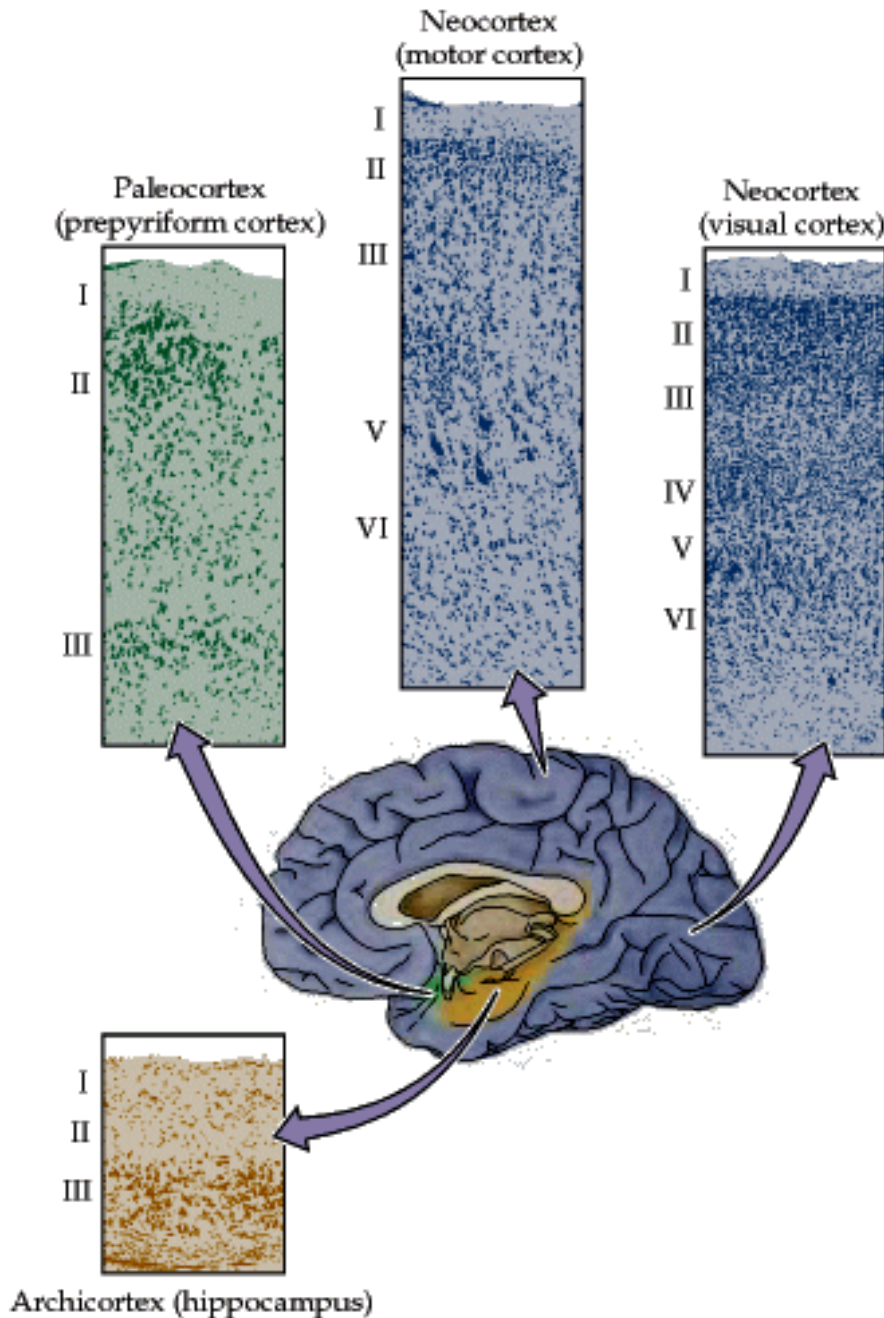 Neocortex
(motor cortex)
I
II
III
V
VI
Paleocortex
(prepyriform cortex)
I
II
III
Neocortex
(visual cortex)
I
II
III
IV
V
VI
I
II
III
Archicortex (hippocampus)